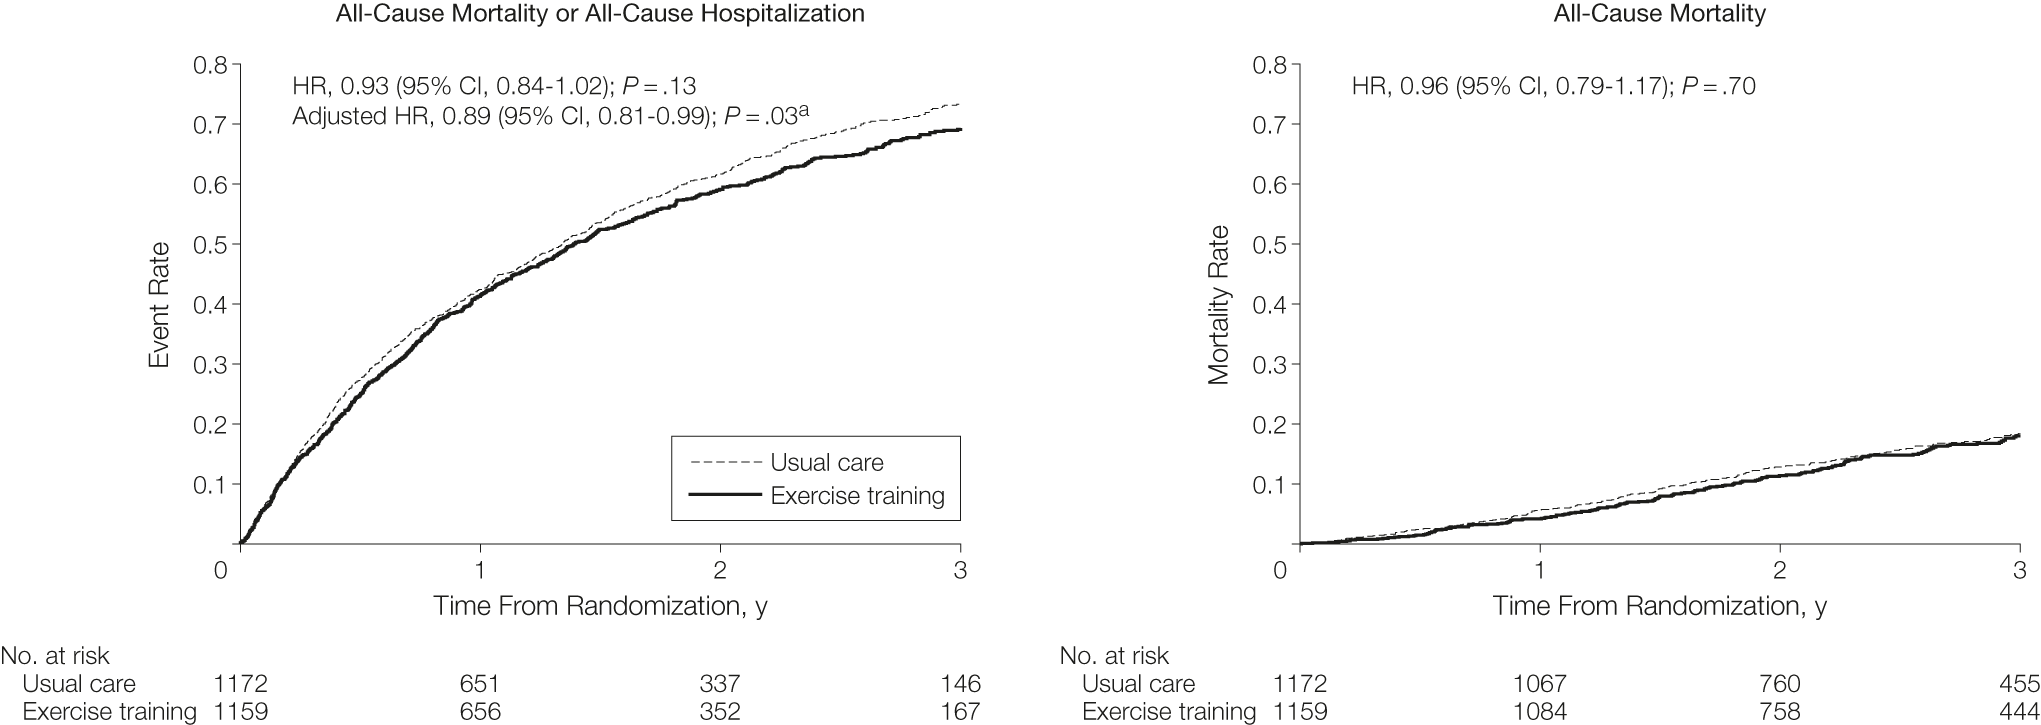 All-Cause Mortality or All-Cause Hospitalization
0.8
0.7
0.6
0.5
0.4
0.3
0.2
0.1
Event Rate
HR, 0.93 (95% CI, 0.84-1.02); P = .13
Adjusted HR, 0.89 (95% CI, 0.81-0.99); P = .03a
Usual care
Exercise training
0 1 2 3
Time From Randomization, y
No. at risk
Usual care 1172 651 337 146
Exercise training 1159 656 352 167
All-Cause Mortality
0.8
0.7
0.6
0.5
0.4
0.3
0.2
0.1
Mortality Rate
HR, 0.96 (95% CI, 0.79-1.17); P = .70
0 1 2 3
Time From Randomization, y
No. at risk
Usual care 1172 1067 760 455
Exercise training 1159 1084 758 444